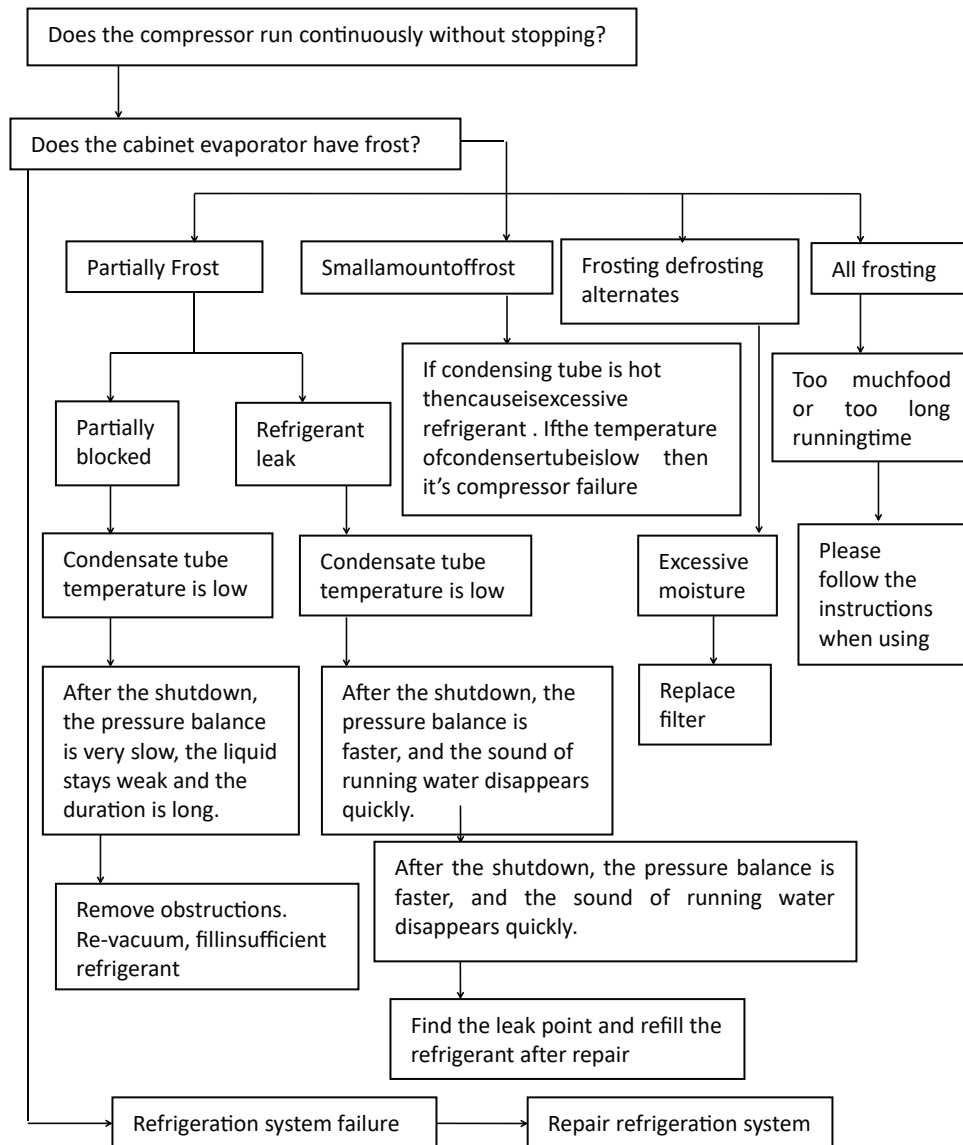 Does the compressor run continuously without stopping?
Does the cabinet evaporator have frost?
Partially Frost
Smallamountoffrost
Frosting defrosting
alternates
All frosting
If condensing tube is hot
thencauseisexcessive
refrigerant . Ifthe temperature
ofcondensertubeislow then
it’s compressor failure
Too muchfood
or too long
runningtime
Partially
blocked
Refrigerant
leak
Condensate tube
temperature is low
Condensate tube
temperature is low
Excessive
moisture
Please
follow the
instructions
when using
After the shutdown,
the pressure balance
is very slow, the liquid
stays weak and the
duration is long.
After the shutdown, the
pressure balance is
faster, and the sound of
running water disappears
quickly.
Replace
filter
After the shutdown, the pressure balance is
faster, and the sound of running water
disappears quickly.
Remove obstructions.
Re-vacuum, fillinsufficient
refrigerant
Find the leak point and refill the
refrigerant after repair
Refrigeration system failure
Repair refrigeration system